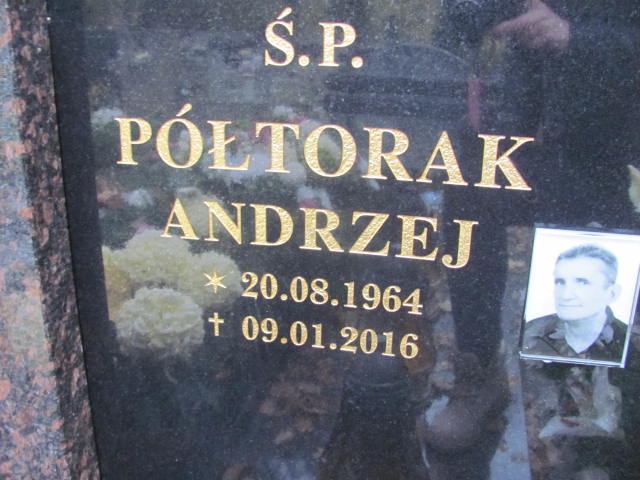 Ś.P.
PÓŁTORAK
ANDRZEJ
✶ 20.08.1964
✝ 09.01.2016